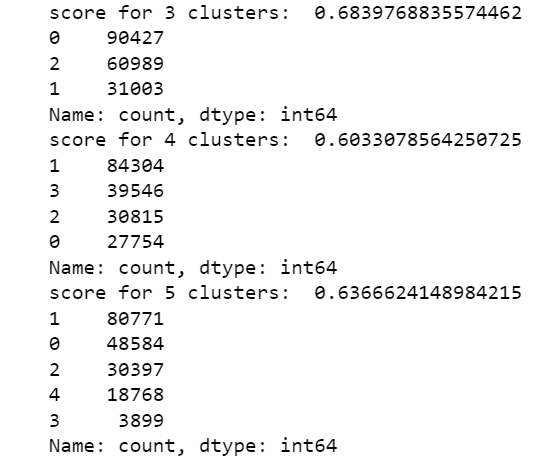 score for 3 clusters:  0.6839768835574462
0    90427
2    60989
1    31003
Name: count, dtype: int64
score for 4 clusters:  0.6033078564250725
1    84304
3    39546
2    30815
0    27754
Name: count, dtype: int64
score for 5 clusters:  0.6366624148984215
1    80771
0    48584
2    30397
4    18768
3     3899
Name: count, dtype: int64